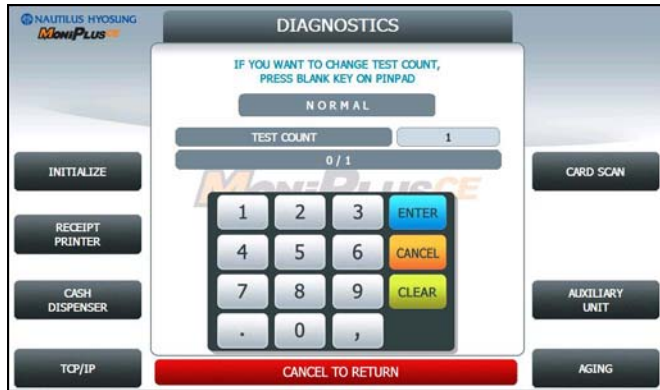 NAUTILUS HYOSUNG
MONiPLUSCE
DIAGNOSTICS
IF YOU WANT TO CHANGE TEST COUNT,
PRESS BLANK KEY ON PINPAD
NORMAL
TEST COUNT 1
0 / 1
INITIALIZE
CARD SCAN
MONiPLUSCE
RECEIPT
PRINTER
1 2 3 ENTER
4 5 6 CANCEL
CASH
DISPENSER
7 8 9 CLEAR
AUXILIARY
UNIT
. 0 ,
TCP/IP
CANCEL TO RETURN
AGING